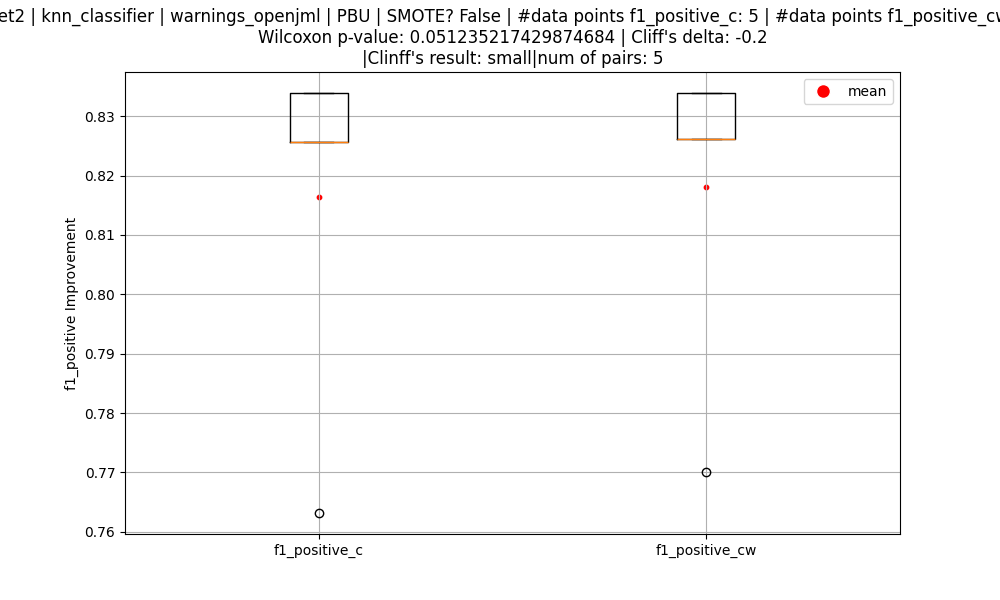 et2 | knn_classifier | warnings_openjml | PBU | SMOTE? False | #data points f1_positive_c: 5 | #data points f1_positive_cw
Wilcoxon p-value: 0.051235217429874684 | Cliff's delta: -0.2
|Clinff's result: small|num of pairs: 5
mean
0.83
0.82
0.81
0.80
0.79
0.78
0.77
0.76
f1_positive Improvement
f1_positive_c
f1_positive_cw